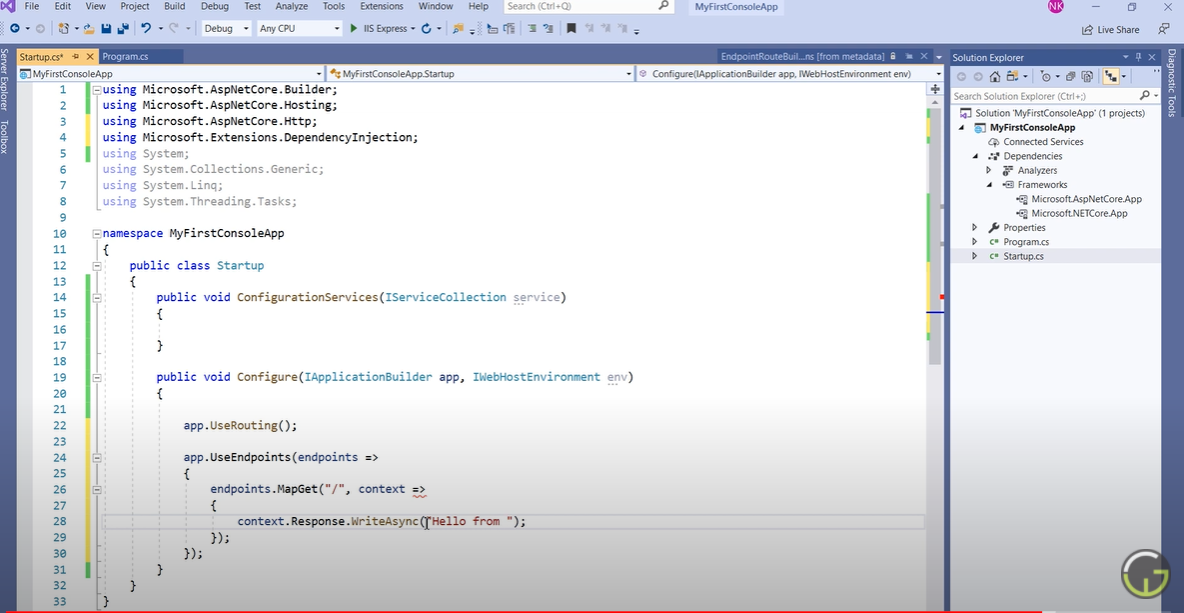 File Edit View Project Build Debug Test Analyze Tools Extensions Window Help Search (Ctrl+Q) MyFirstConsoleApp NK
Debug Any CPU IIS Express Live Share
Server Explorer
Toolbox
Startup.cs* Program.cs EndpointRouteBuil...ns [from metadata]
MyFirstConsoleApp MyFirstConsoleApp.Startup Configure(IApplicationBuilder app, IWebHostEnvironment env)
1 using Microsoft.AspNetCore.Builder;
2 using Microsoft.AspNetCore.Hosting;
3 using Microsoft.AspNetCore.Http;
4 using Microsoft.Extensions.DependencyInjection;
5 using System;
6 using System.Collections.Generic;
7 using System.Linq;
8 using System.Threading.Tasks;
9
10 namespace MyFirstConsoleApp
11 {
12 public class Startup
13 {
14 public void ConfigurationServices(IServiceCollection service)
15 {
16
17 }
18
19 public void Configure(IApplicationBuilder app, IWebHostEnvironment env)
20 {
21
22 app.UseRouting();
23
24 app.UseEndpoints(endpoints =>
25 {
26 endpoints.MapGet("/", context =>
27 {
28 context.Response.WriteAsync("Hello from ");
29 });
30 });
31 }
32 }
33 }
Solution Explorer
Search Solution Explorer (Ctrl+;)
Solution 'MyFirstConsoleApp' (1 projects)
MyFirstConsoleApp
Connected Services
Dependencies
Analyzers
Frameworks
Microsoft.AspNetCore.App
Microsoft.NETCore.App
Properties
C# Program.cs
C# Startup.cs
Diagnostic Tools